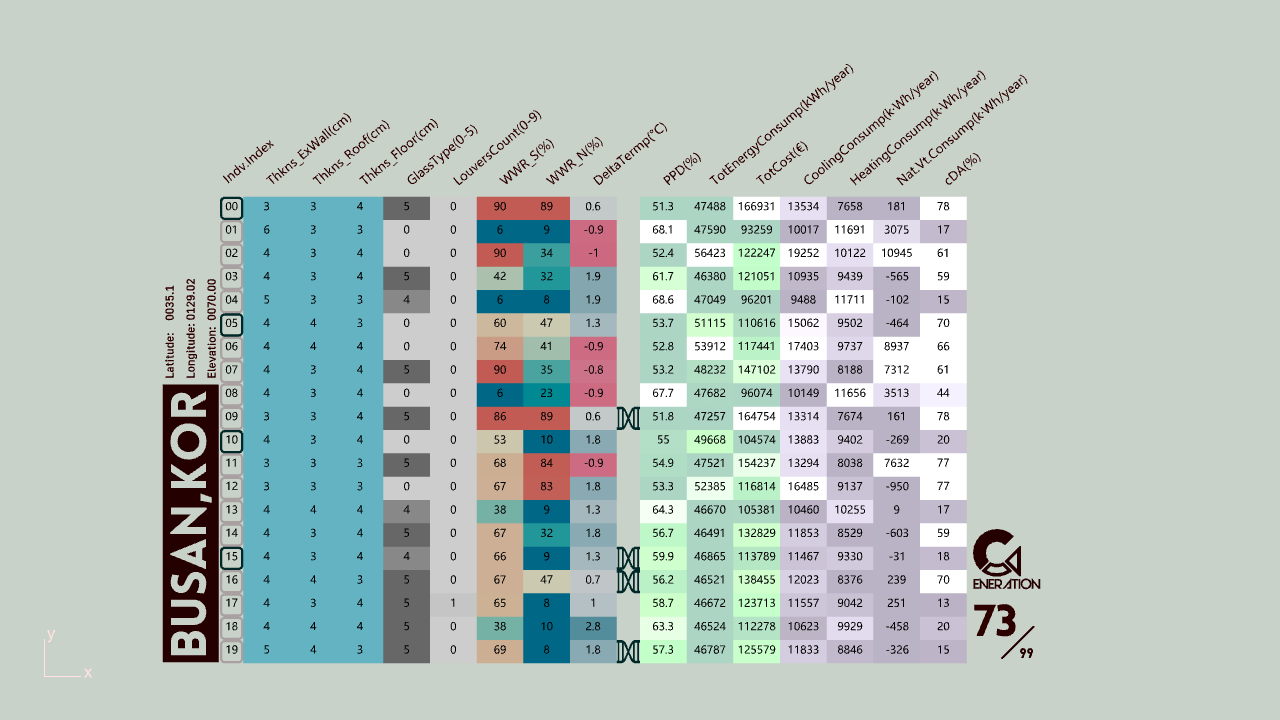 Indv.Index Thkns_ExWall(cm) Thkns_Roof(cm) Thkns_Floor(cm) GlassType(0-5) LouversCount(0-9) WWR_S(%) WWR_N(%) DeltaTermp(°C) PPD(%) TotEnergyConsump(kWh/year) TotCost(€) CoolingConsump(k·Wh/year) HeatingConsump(k·Wh/year) Nat.Vt.Consump(k·Wh/year) cDA(%)
00 3 3 4 5 0 90 89 0.6 51.3 47488 166931 13534 7658 181 78
01 6 3 3 0 0 6 9 -0.9 68.1 47590 93259 10017 11691 3075 17
02 4 3 4 0 0 90 34 -1 52.4 56423 122247 19252 10122 10945 61
03 4 3 4 5 0 42 32 1.9 61.7 46380 121051 10935 9439 -565 59
04 5 3 3 4 0 6 8 1.9 68.6 47049 96201 9488 11711 -102 15
05 4 4 3 0 0 60 47 1.3 53.7 51115 110616 15062 9502 -464 70
06 4 4 4 0 0 74 41 -0.9 52.8 53912 117441 17403 9737 8937 66
07 4 3 4 5 0 90 35 -0.8 53.2 48232 147102 13790 8188 7312 61
08 4 3 4 0 0 6 23 -0.9 67.7 47682 96074 10149 11656 3513 44
09 3 3 4 5 0 86 89 0.6 51.8 47257 164754 13314 7674 161 78
10 4 3 4 0 0 53 10 1.8 55 49668 104574 13883 9402 -269 20
11 3 3 3 5 0 68 84 -0.9 54.9 47521 154237 13294 8038 7632 77
12 3 3 3 0 0 67 83 1.8 53.3 52385 116814 16485 9137 -950 77
13 4 4 4 4 0 38 9 1.3 64.3 46670 105381 10460 10255 9 17
14 4 3 4 5 0 67 32 1.8 56.7 46491 132829 11853 8529 -603 59
15 4 3 4 4 0 66 9 1.3 59.9 46865 113789 11467 9330 -31 18
16 4 4 3 5 0 67 47 0.7 56.2 46521 138455 12023 8376 239 70
17 4 3 4 5 1 65 8 1 58.7 46672 123713 11557 9042 251 13
18 4 4 4 5 0 38 10 2.8 63.3 46524 112278 10623 9929 -458 20
19 5 4 3 5 0 69 8 1.8 57.3 46787 125579 11833 8846 -326 15
Latitude: 0035.1
Longitude: 0129.02
Elevation: 0070.00
BUSAN,KOR
ENERATION
73/99
y
x